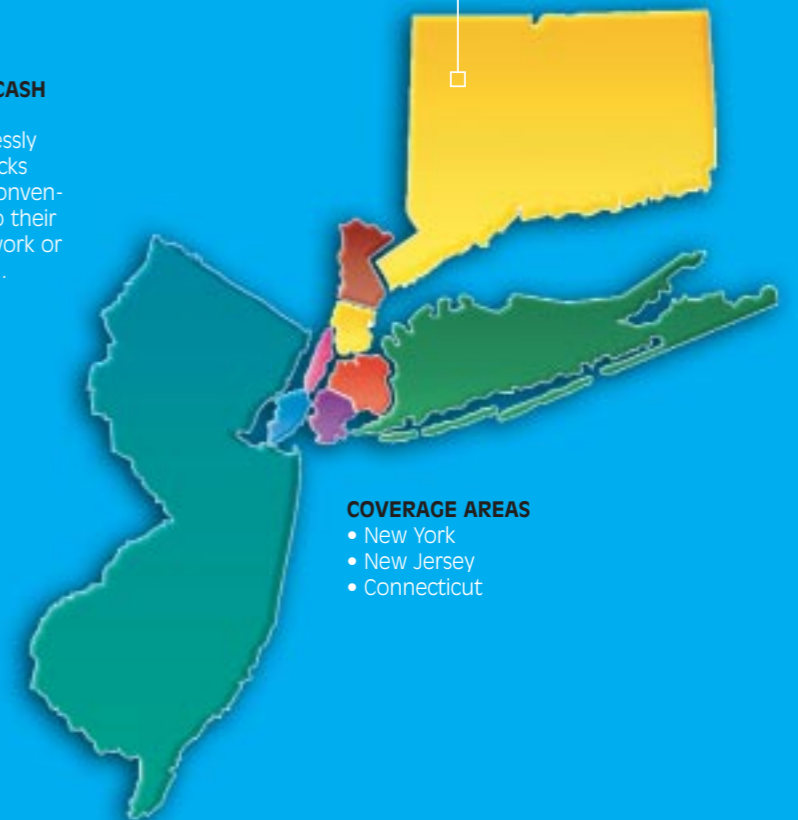 CASH
essly
cks
onven-
o their
work or
.
COVERAGE AREAS
• New York
• New Jersey
• Connecticut